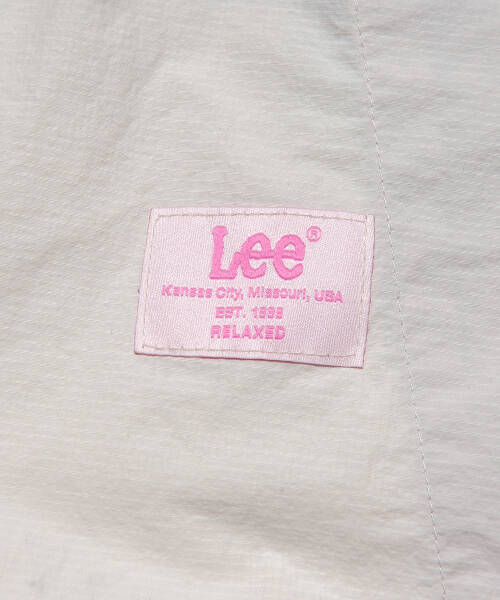 Lee®
Kansas City, Missouri, USA
EST. 1889
RELAXED